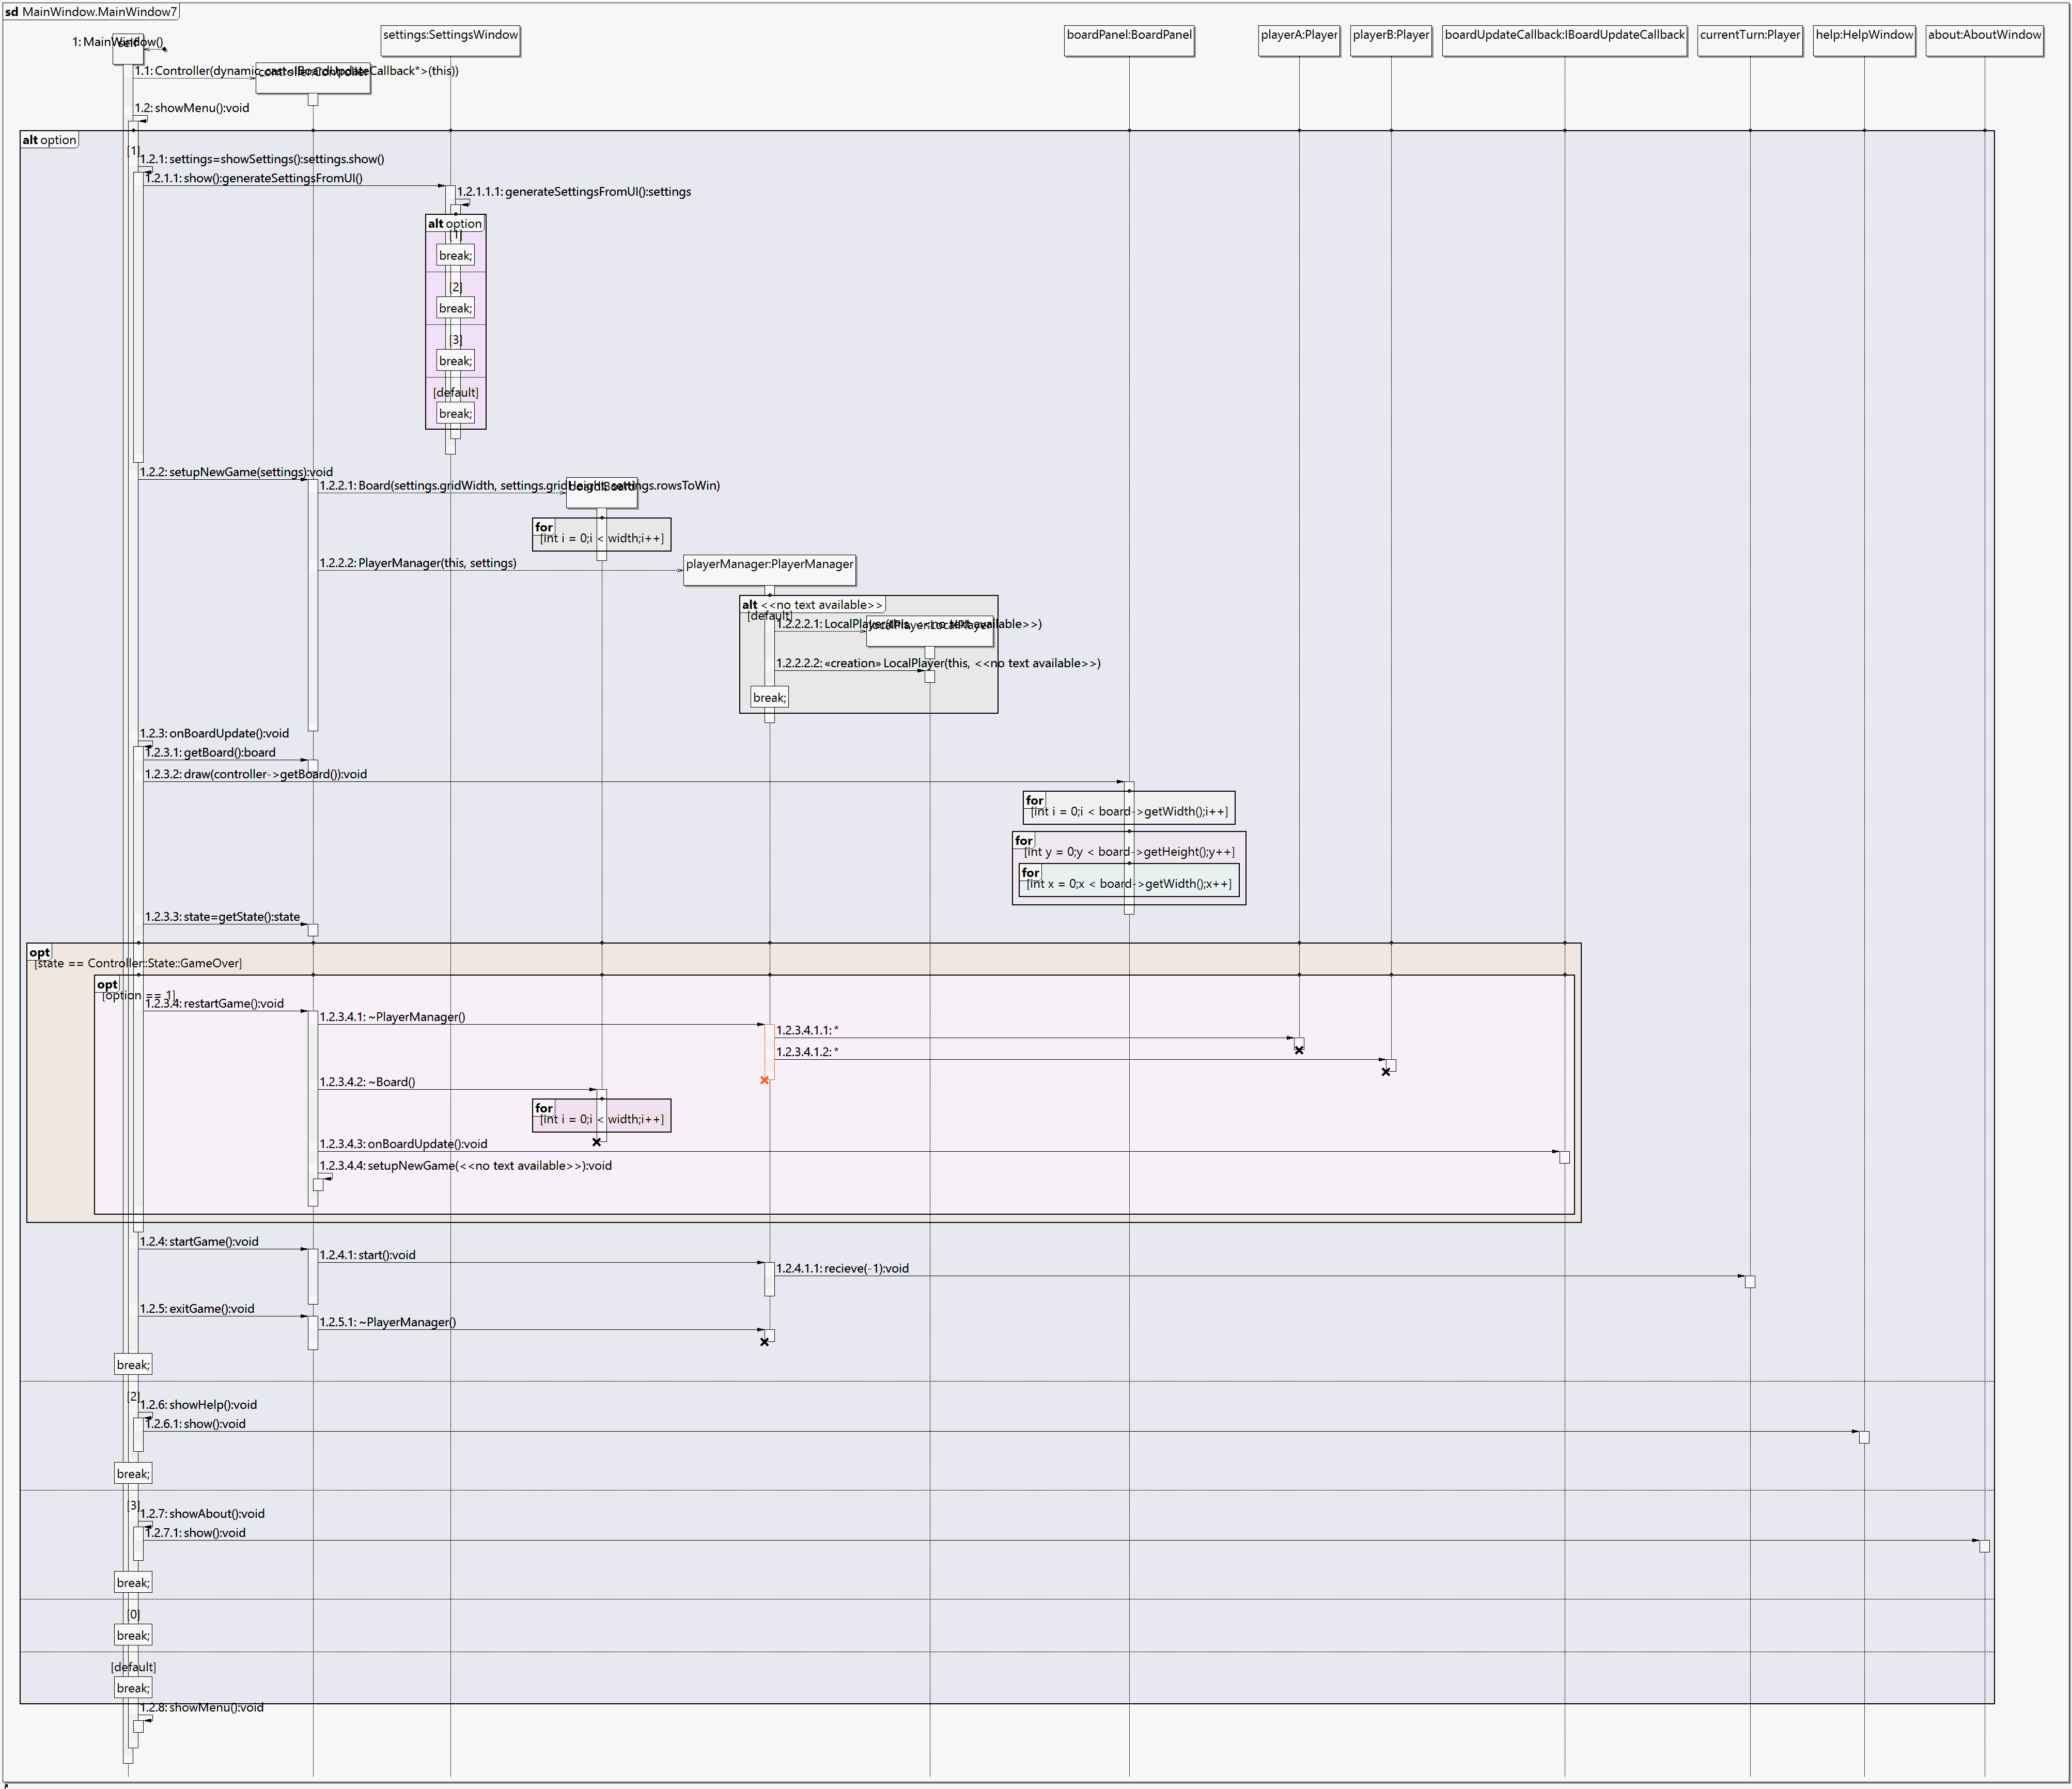 sd MainWindow.MainWindow7
settings:SettingsWindow
boardPanel:BoardPanel
playerA:Player
playerB:Player
boardUpdateCallback:IBoardUpdateCallback
currentTurn:Player
help:HelpWindow
about:AboutWindow
1: MainWindow()
self
1.1: Controller(dynamic_cast<IBoardUpdateCallback*>(this))
controller:Controller
1.2: showMenu():void
alt option
[1]
1.2.1: settings=showSettings():settings.show()
1.2.1.1: show():generateSettingsFromUI()
1.2.1.1.1: generateSettingsFromUI():settings
alt option
[1]
break;
[2]
break;
[3]
break;
[default]
break;
1.2.2: setupNewGame(settings):void
1.2.2.1: Board(settings.gridWidth, settings.gridHeight, settings.rowsToWin)
board:Board
for
[int i = 0;i < width;i++]
1.2.2.2: PlayerManager(this, settings)
playerManager:PlayerManager
alt <<no text available>>
[default]
1.2.2.2.1: LocalPlayer(this, <<no text available>>)
localPlayer:LocalPlayer
1.2.2.2.2: «creation» LocalPlayer(this, <<no text available>>)
break;
1.2.3: onBoardUpdate():void
1.2.3.1: getBoard():board
1.2.3.2: draw(controller->getBoard()):void
for
[int i = 0;i < board->getWidth();i++]
for
[int y = 0;y < board->getHeight();y++]
for
[int x = 0;x < board->getWidth();x++]
1.2.3.3: state=getState():state
opt
[state == Controller::State::GameOver]
opt
[option == 1]
1.2.3.4: restartGame():void
1.2.3.4.1: ~PlayerManager()
1.2.3.4.1.1: *
1.2.3.4.1.2: *
1.2.3.4.2: ~Board()
for
[int i = 0;i < width;i++]
1.2.3.4.3: onBoardUpdate():void
1.2.3.4.4: setupNewGame(<<no text available>>):void
1.2.4: startGame():void
1.2.4.1: start():void
1.2.4.1.1: recieve(-1):void
1.2.5: exitGame():void
1.2.5.1: ~PlayerManager()
break;
[2]
1.2.6: showHelp():void
1.2.6.1: show():void
break;
[3]
1.2.7: showAbout():void
1.2.7.1: show():void
break;
[0]
break;
[default]
break;
1.2.8: showMenu():void